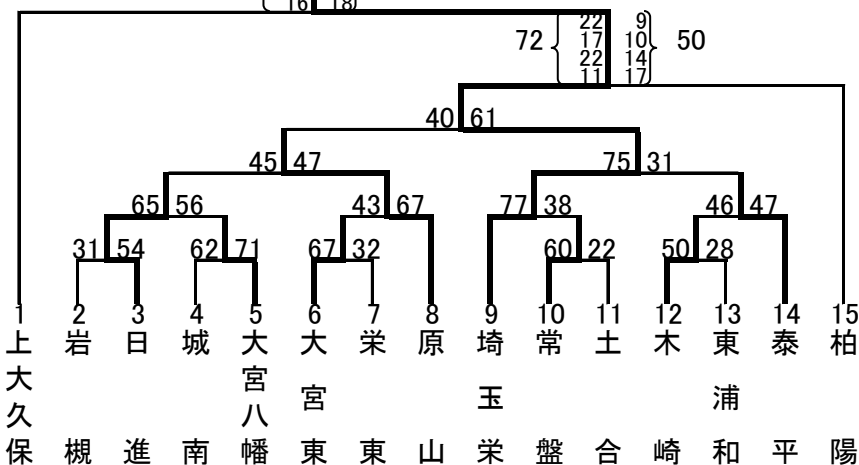 16 18
22 9
72 17 10 50
22 14
11 17
40 61
45 47 75 31
65 56 43 67 77 38 46 47
31 54 62 71 67 32 60 22 50 28
1 2 3 4 5 6 7 8 9 10 11 12 13 14 15
上大久保
岩槻
日進
城南
大宮八幡
大宮東
栄東
原山
埼玉栄
常盤
土合
木崎
東浦和
泰平
柏陽